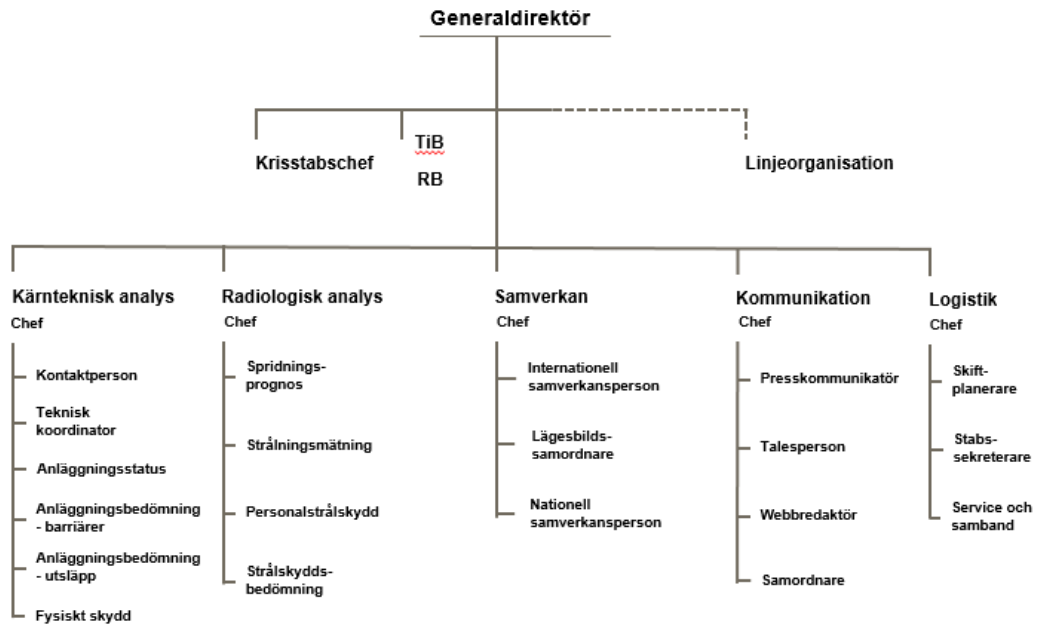 Generaldirektör
Krisstabschef
TiB
RB
Linjeorganisation
Kärnteknisk analys
Chef
Kontaktperson
Teknisk
koordinator
Anläggningsstatus
Anläggningsbedömning
- barriärer
Anläggningsbedömning
- utsläpp
Fysiskt skydd
Radiologisk analys
Chef
Spridnings-
prognos
Strålningsmätning
Personalstrålskydd
Strålskydds-
bedömning
Samverkan
Chef
Internationell
samverkansperson
Lägesbilds-
samordnare
Nationell
samverkansperson
Kommunikation
Chef
Presskommunikatör
Talesperson
Webbredaktör
Samordnare
Logistik
Chef
Skift-
planerare
Stabs-
sekreterare
Service och
samband